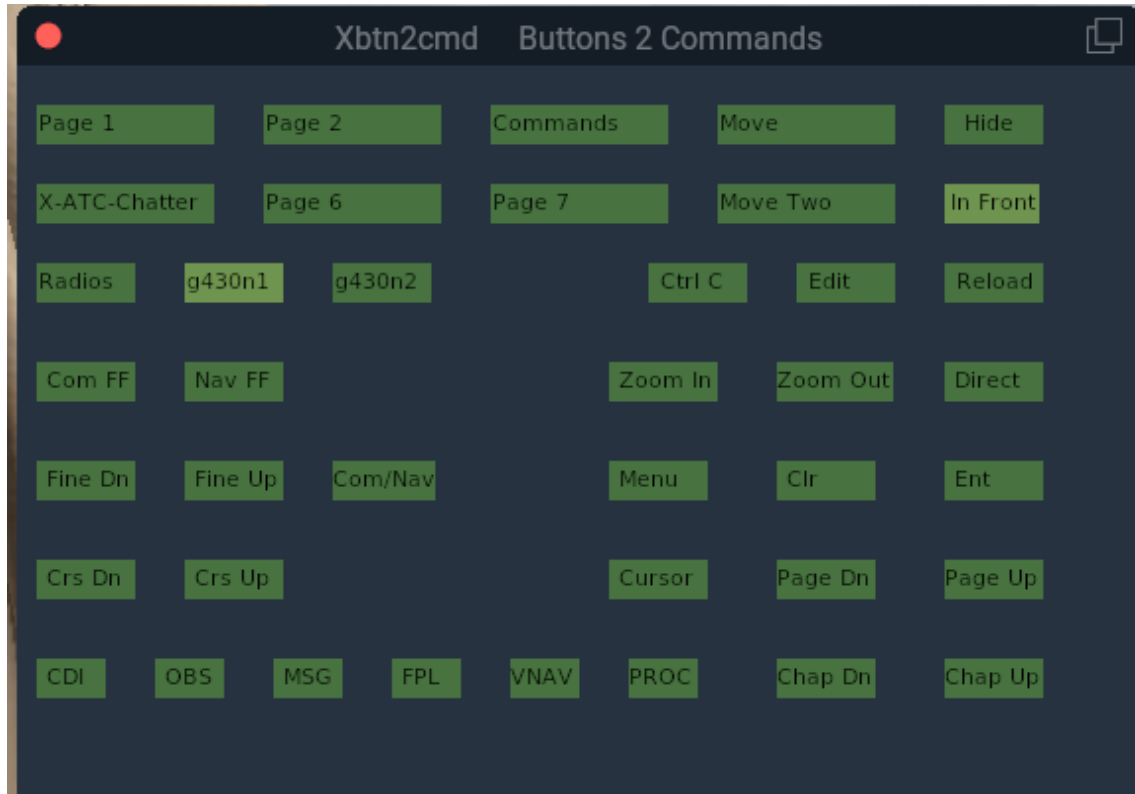 Xbtn2cmd Buttons 2 Commands
Page 1 Page 2 Commands Move Hide
X-ATC-Chatter Page 6 Page 7 Move Two In Front
Radios g430n1 g430n2 Ctrl C Edit Reload
Com FF Nav FF Zoom In Zoom Out Direct
Fine Dn Fine Up Com/Nav Menu Clr Ent
Crs Dn Crs Up Cursor Page Dn Page Up
CDI OBS MSG FPL VNAV PROC Chap Dn Chap Up